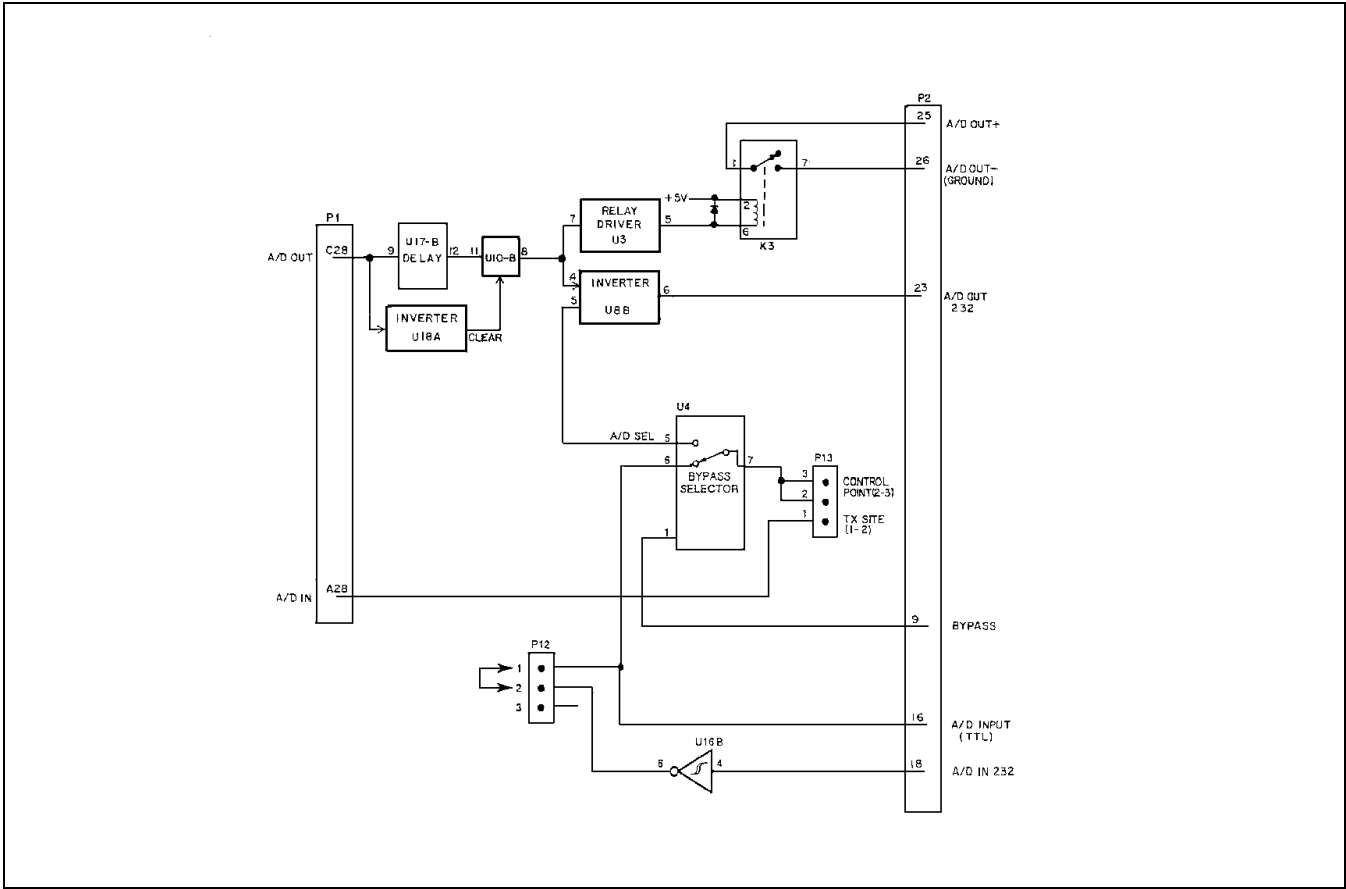 P2
25
A/D OUT+
1
7
26
A/D OUT-
(GROUND)
+5V
2
6
K3
7
RELAY
DRIVER
U3
5
P1
A/D OUT
C28
9
U17-B
DELAY
12
11
U10-B
8
4
5
INVERTER
U8B
6
23
A/D OUT
232
INVERTER
U18A
CLEAR
U4
A/D SEL
5
6
7
BYPASS
SELECTOR
1
P13
3
2
1
CONTROL
POINT(2-3)
TX SITE
(1-2)
A/D IN
A28
9
BYPASS
P12
1
2
3
16
A/D INPUT
(TTL)
U16B
6
4
18
A/D IN 232